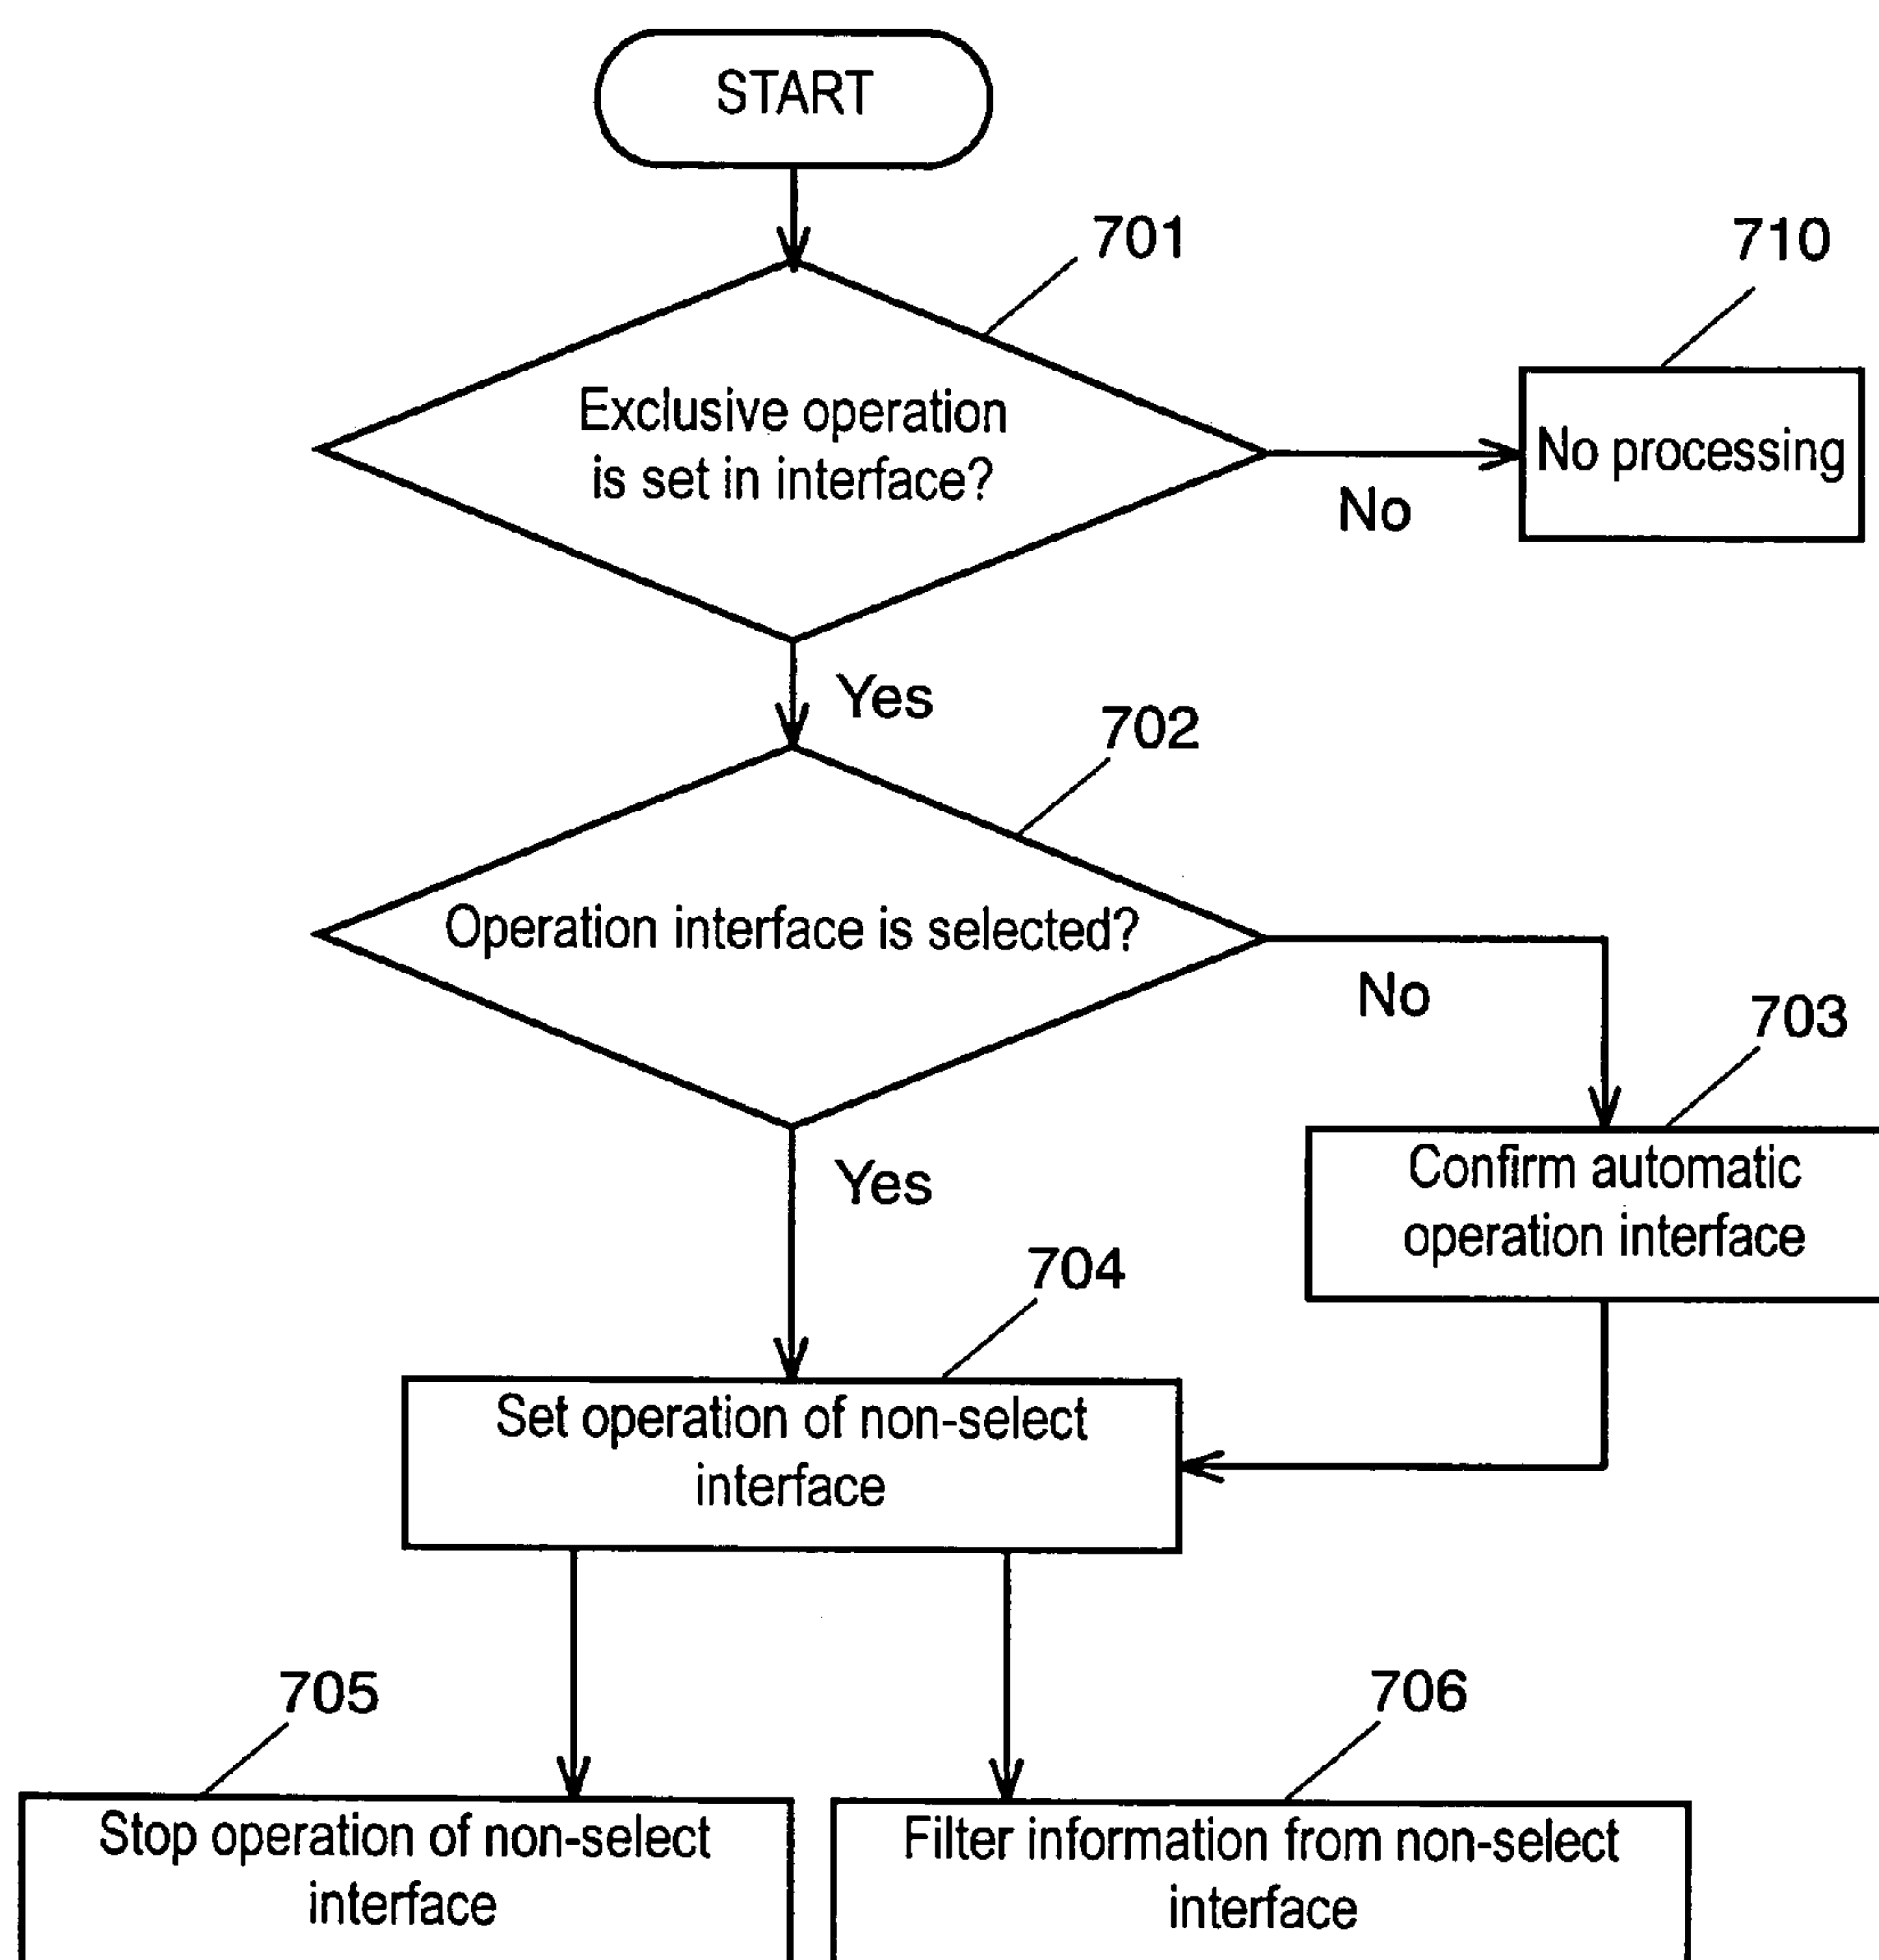 START
701
710
Exclusive operation
is set in interface?
No processing
No
Yes
702
Operation interface is selected?
No
703
Confirm automatic
operation interface
Yes
704
Set operation of non-select
interface
705
706
Stop operation of non-select
interface
Filter information from non-select
interface